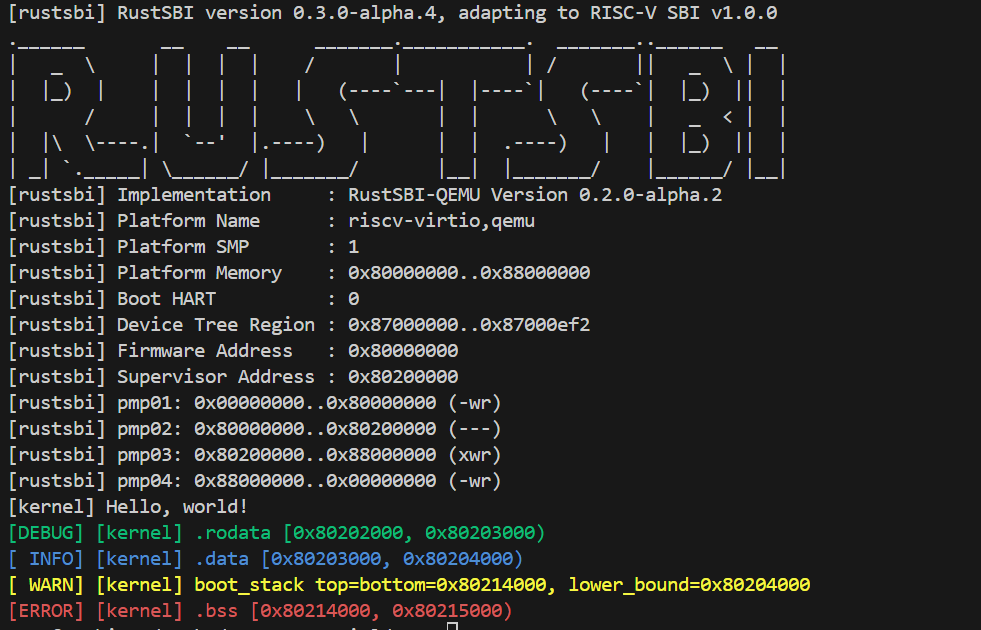 [rustsbi] RustSBI version 0.3.0-alpha.4, adapting to RISC-V SBI v1.0.0
RUSTSBI
[rustsbi] Implementation     : RustSBI-QEMU Version 0.2.0-alpha.2
[rustsbi] Platform Name      : riscv-virtio,qemu
[rustsbi] Platform SMP       : 1
[rustsbi] Platform Memory    : 0x80000000..0x88000000
[rustsbi] Boot HART          : 0
[rustsbi] Device Tree Region : 0x87000000..0x87000ef2
[rustsbi] Firmware Address   : 0x80000000
[rustsbi] Supervisor Address : 0x80200000
[rustsbi] pmp01: 0x00000000..0x80000000 (-wr)
[rustsbi] pmp02: 0x80000000..0x80200000 (---)
[rustsbi] pmp03: 0x80200000..0x88000000 (xwr)
[rustsbi] pmp04: 0x88000000..0x00000000 (-wr)
[kernel] Hello, world!
[DEBUG] [kernel] .rodata [0x80202000, 0x80203000)
[ INFO] [kernel] .data [0x80203000, 0x80204000)
[ WARN] [kernel] boot_stack top=bottom=0x80214000, lower_bound=0x80204000
[ERROR] [kernel] .bss [0x80214000, 0x80215000)